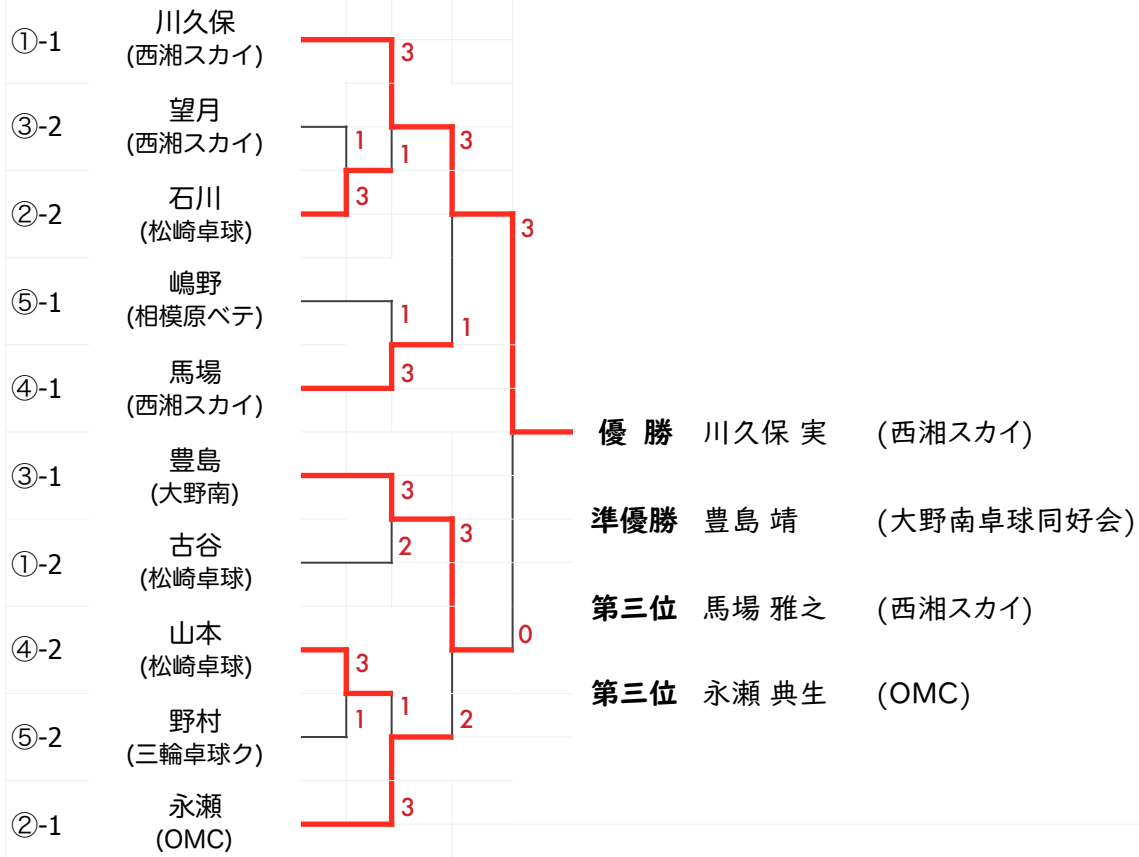 ①-1
川久保
(西湘スカイ)
3
③-2
望月
(西湘スカイ)
1
1
3
②-2
石川
(松崎卓球)
3
3
⑤-1
嶋野
(相模原ベテ)
1
1
④-1
馬場
(西湘スカイ)
3
優 勝 川久保 実 (西湘スカイ)
③-1
豊島
(大野南)
3
準優勝 豊島 靖 (大野南卓球同好会)
3
①-2
古谷
(松崎卓球)
2
第三位 馬場 雅之 (西湘スカイ)
④-2
山本
(松崎卓球)
3
0
第三位 永瀬 典生 (OMC)
⑤-2
野村
(三輪卓球ク)
1
1
2
②-1
永瀬
(OMC)
3